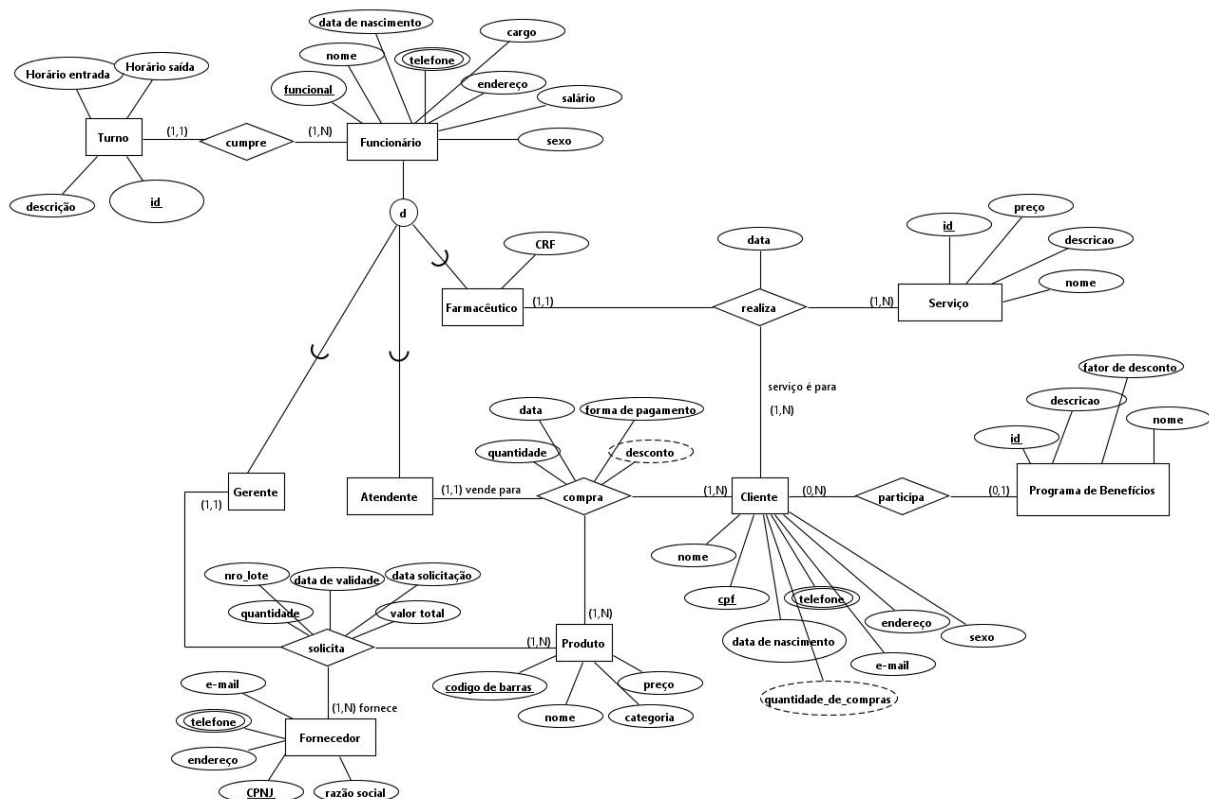 data de nascimento
cargo
nome
telefone
Horário entrada
Horário saída
funcional
endereço
salário
Turno
(1,1)
cumpre
(1,N)
Funcionário
sexo
descrição
id
d
CRF
data
id
preço
descricao
nome
Farmacêutico
(1,1)
realiza
(1,N)
Serviço
serviço é para
(1,N)
fator de desconto
descricao
nome
id
data
forma de pagamento
quantidade
desconto
Gerente
(1,1)
Atendente
(1,1) vende para
compra
(1,N)
Cliente
(0,N)
participa
(0,1)
Programa de Benefícios
nome
cpf
telefone
data de nascimento
endereço
sexo
e-mail
quantidade_de_compras
nro_lote
data de validade
data solicitação
quantidade
valor total
solicita
(1,N)
(1,N)
Produto
codigo de barras
preço
nome
categoria
e-mail
(1,N) fornece
telefone
Fornecedor
endereço
CPNJ
razão social